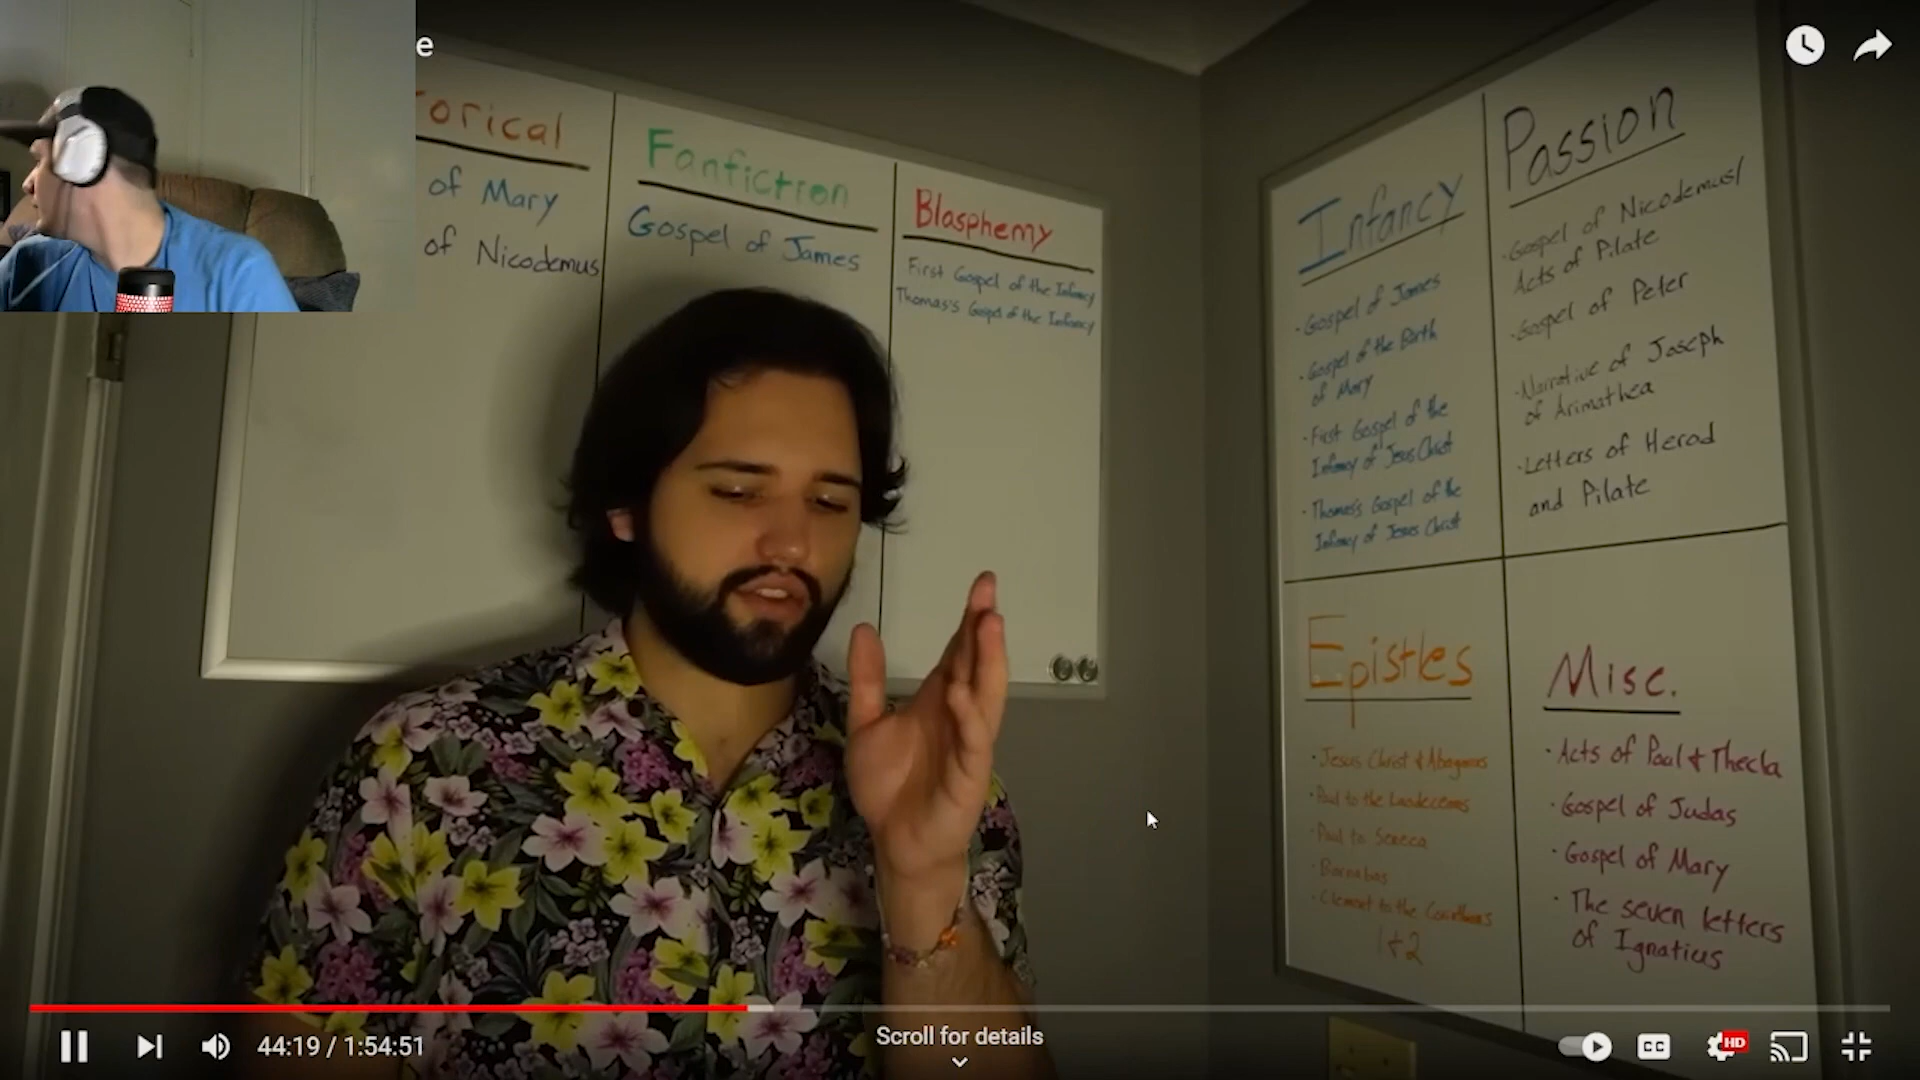 e
orical
of Mary
of Nicodemus
Fanfiction
Gospel of James
Blasphemy
First Gospel of the Infancy
Thomas's Gospel of the Infancy
Infancy
· Gospel of James
· Gospel of the Birth
of Mary
· First Gospel of the
Infancy of Jesus Christ
· Thomas's Gospel of the
Infancy of Jesus Christ
Passion
· Gospel of Nicodemus/
Acts of Pilate
· Gospel of Peter
· Narrative of Joseph
of Arimathea
· Letters of Herod
and Pilate
Epistles
· Jesus Christ &
· Paul to the
· Paul to Seneca
· Barnabas
· Clement to the Corinthians
1 & 2
Misc.
· Acts of Paul & Thecla
· Gospel of Judas
· Gospel of Mary
· The seven letters
of Ignatius
44:19 / 1:54:51
Scroll for details
CC
HD